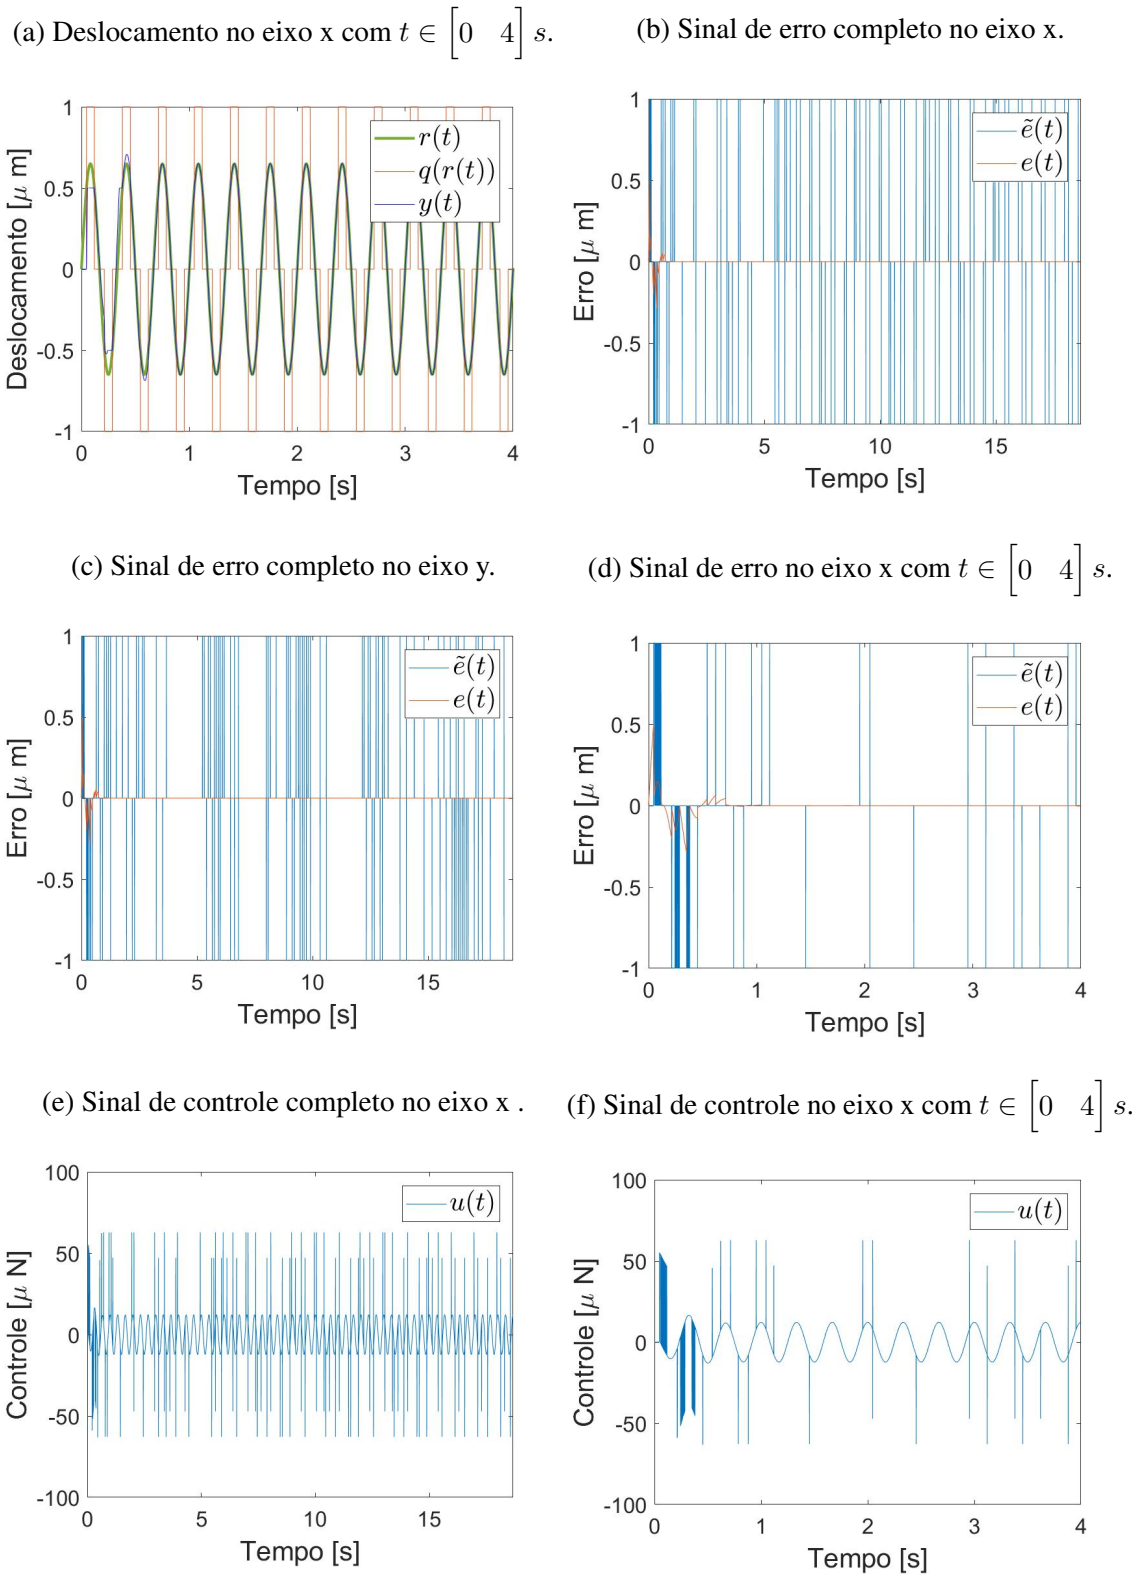 (a) Deslocamento no eixo x com t ∈ [0 4] s.
(b) Sinal de erro completo no eixo x.
1
0.5
0
-0.5
-1
0
1
2
3
4
Deslocamento [μ m]
Tempo [s]
r(t)
q(r(t))
y(t)
1
0.5
0
-0.5
-1
0
5
10
15
Erro [μ m]
Tempo [s]
ẽ(t)
e(t)
(c) Sinal de erro completo no eixo y.
(d) Sinal de erro no eixo x com t ∈ [0 4] s.
1
0.5
0
-0.5
-1
0
5
10
15
Erro [μ m]
Tempo [s]
ẽ(t)
e(t)
1
0.5
0
-0.5
-1
0
1
2
3
4
Erro [μ m]
Tempo [s]
ẽ(t)
e(t)
(e) Sinal de controle completo no eixo x .
(f) Sinal de controle no eixo x com t ∈ [0 4] s.
100
50
0
-50
-100
0
5
10
15
Controle [μ N]
Tempo [s]
u(t)
100
50
0
-50
-100
0
1
2
3
4
Controle [μ N]
Tempo [s]
u(t)